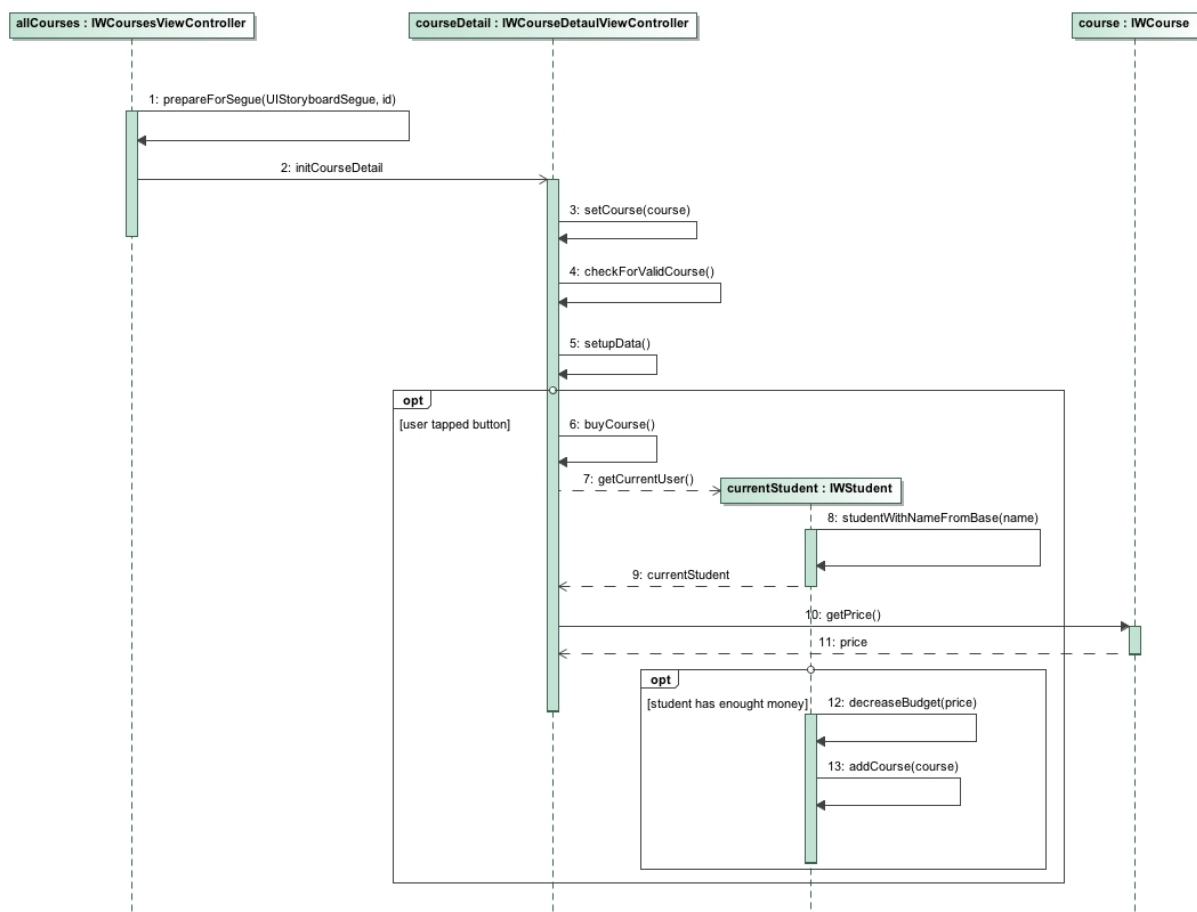 allCourses : IWCoursesViewController
courseDetail : IWCourseDetaulViewController
course : IWCourse
1: prepareForSegue(UIStoryboardSegue, id)
2: initCourseDetail
3: setCourse(course)
4: checkForValidCourse()
5: setupData()
opt
[user tapped button]
6: buyCourse()
7: getCurrentUser()
currentStudent : IWStudent
8: studentWithNameFromBase(name)
9: currentStudent
10: getPrice()
11: price
opt
[student has enought money]
12: decreaseBudget(price)
13: addCourse(course)